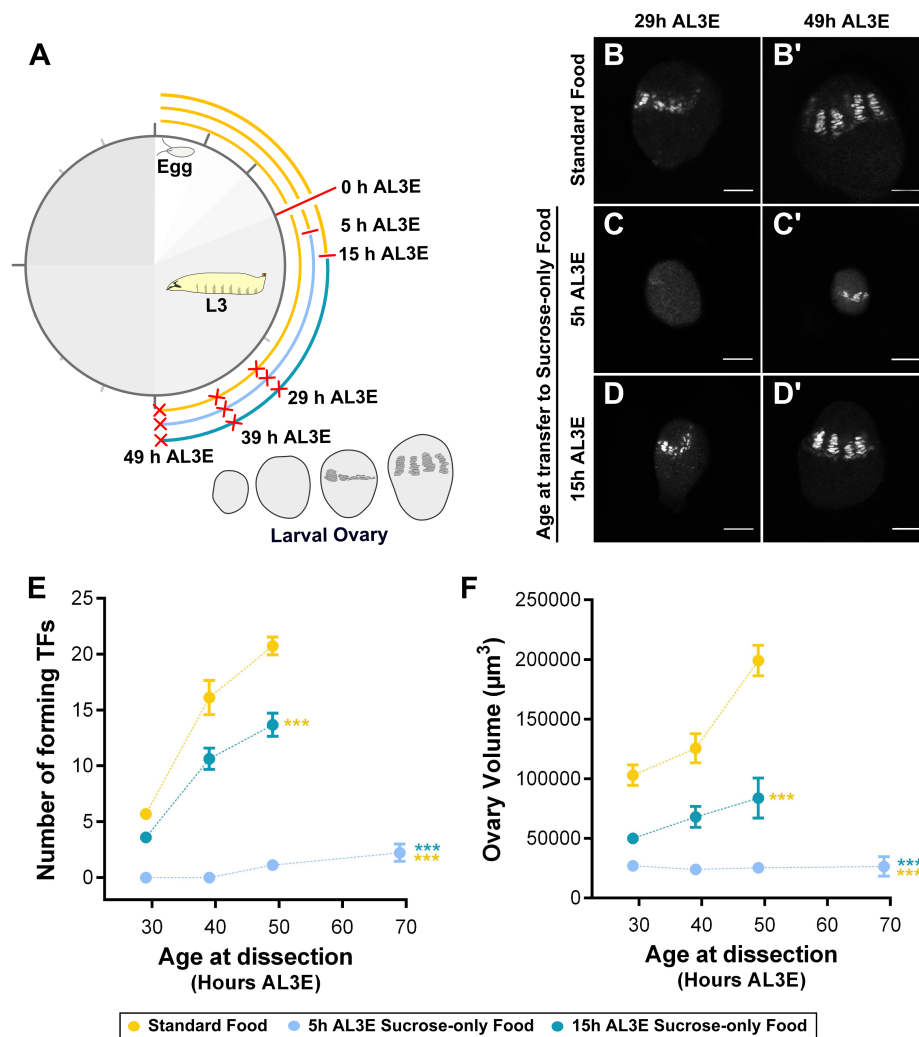 A
Egg
L3
0 h AL3E
5 h AL3E
15 h AL3E
29 h AL3E
39 h AL3E
49 h AL3E
Larval Ovary
29h AL3E
49h AL3E
Standard Food
Age at transfer to Sucrose-only Food
5h AL3E
15h AL3E
B
B'
C
C'
D
D'
E
Number of forming TFs
25
20
15
10
5
0
***
***
***
30 40 50 60 70
Age at dissection
(Hours AL3E)
F
Ovary Volume (µm³)
250000
200000
150000
100000
50000
0
***
***
***
30 40 50 60 70
Age at dissection
(Hours AL3E)
Standard Food 5h AL3E Sucrose-only Food 15h AL3E Sucrose-only Food